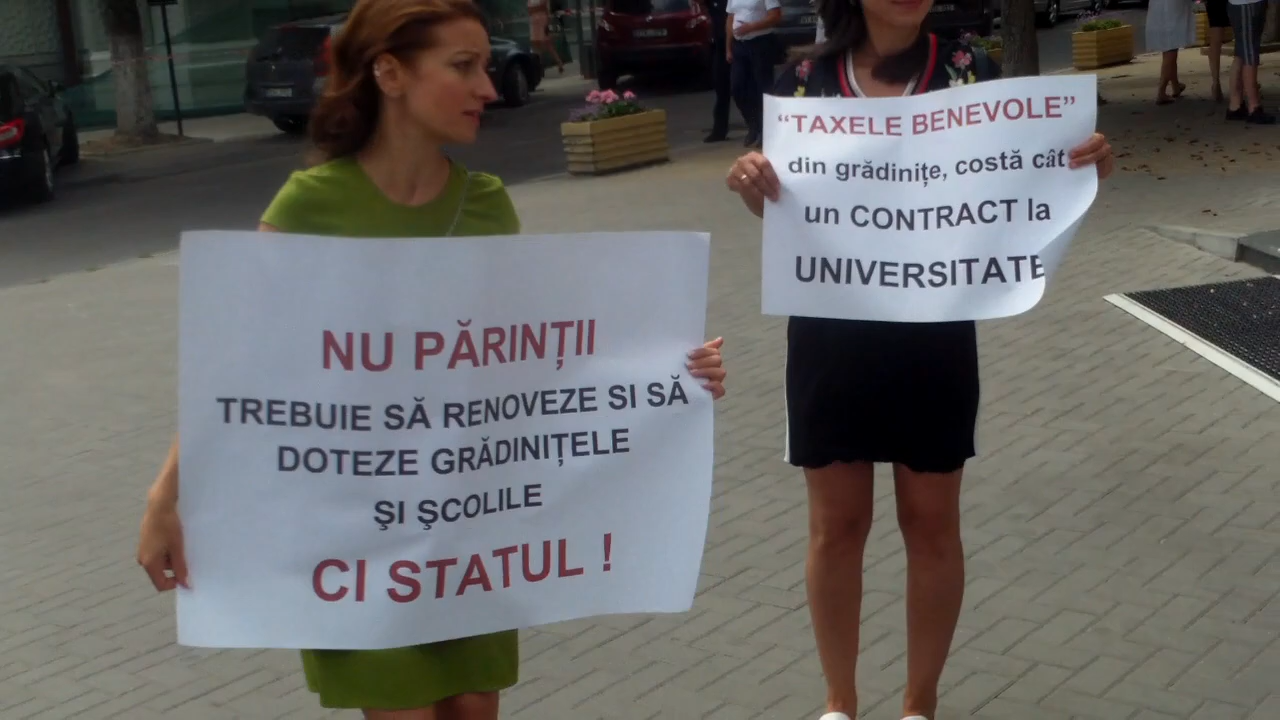 NU PĂRINȚII
TREBUIE SĂ RENOVEZE SI SĂ
DOTEZE GRĂDINIȚELE
ŞI ŞCOLILE
CI STATUL !
“TAXELE BENEVOLE”
din grădinițe, costă cât
un CONTRACT la
UNIVERSITATE